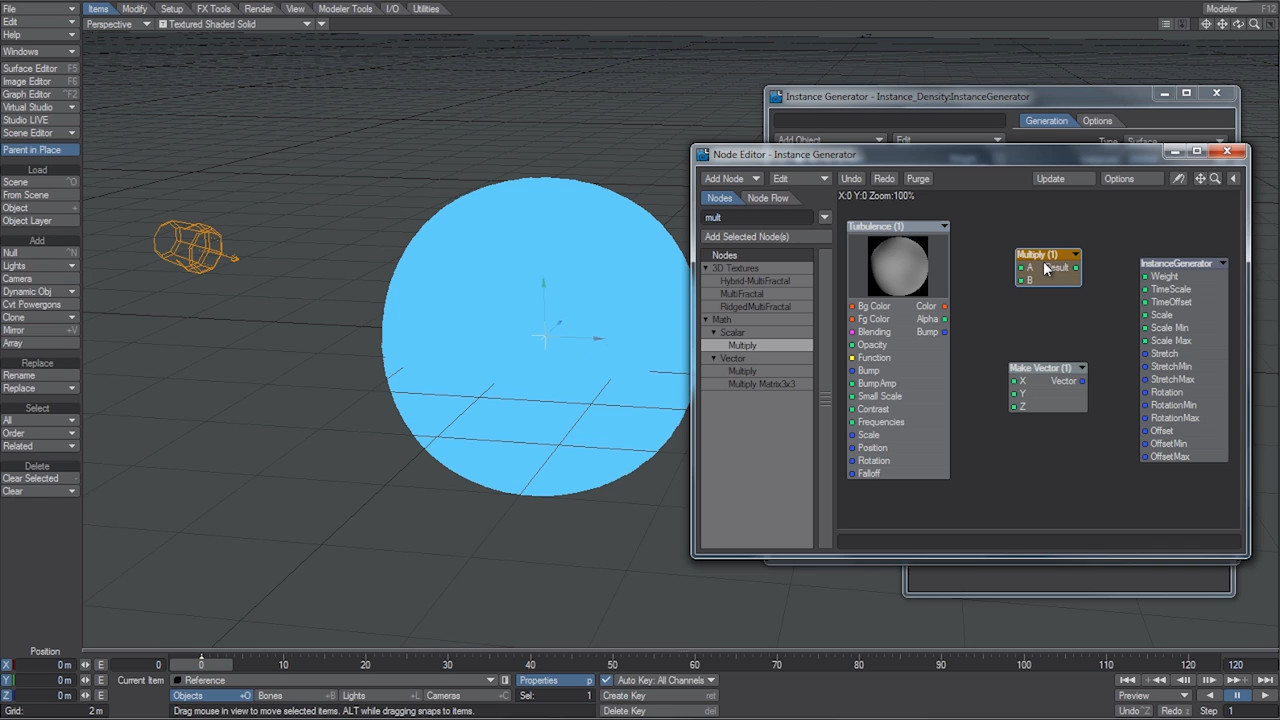 File
Items Modify Setup FX Tools Render View Modeler Tools I/O Utilities
Modeler F12
Edit
Perspective Textured Shaded Solid
Help
Windows
Surface Editor F5
Image Editor F6
Graph Editor ^F2
Virtual Studio
Studio LIVE
Scene Editor
Parent in Place
Load
Scene ^O
From Scene
Object +
Object Layer
Add
Null ^N
Lights
Camera
Dynamic Obj
Cvt Powergons
Clone
Mirror +V
Array
Replace
Rename
Replace
Select
All
Order
Related
Delete
Clear Selected -
Clear
Instance Generator - Instance_Density:InstanceGenerator
Generation Options
Add Object Edit Type Surface
Node Editor - Instance Generator
Add Node Edit Undo Redo Purge Update Options
Nodes Node Flow
X:0 Y:0 Zoom:100%
mult
Add Selected Node(s)
Nodes
3D Textures
Hybrid-MultiFractal
MultiFractal
RidgedMultiFractal
Math
Scalar
Multiply
Vector
Multiply
Multiply Matrix3x3
Turbulence (1)
Bg Color Color
Fg Color Alpha
Blending Bump
Opacity
Function
Bump
BumpAmp
Small Scale
Contrast
Frequencies
Scale
Position
Rotation
Falloff
Multiply (1)
A Result
B
Make Vector (1)
X Vector
Y
Z
InstanceGenerator
Weight
TimeScale
TimeOffset
Scale
Scale Min
Scale Max
Stretch
StretchMin
StretchMax
Rotation
RotationMin
RotationMax
Offset
OffsetMin
OffsetMax
Position
X 0 m E 0 0 10 20 30 40 50 60 70 80 90 100 110 120 120
Y 0 m E Current Item Reference Properties p Auto Key: All Channels
Z 0 m E Objects +O Bones +B Lights +L Cameras +C Sel: 1 Create Key ret Preview
Grid: 2 m Drag mouse in view to move selected items. ALT while dragging snaps to items. Delete Key del Undo ^Z Redo z Step 1